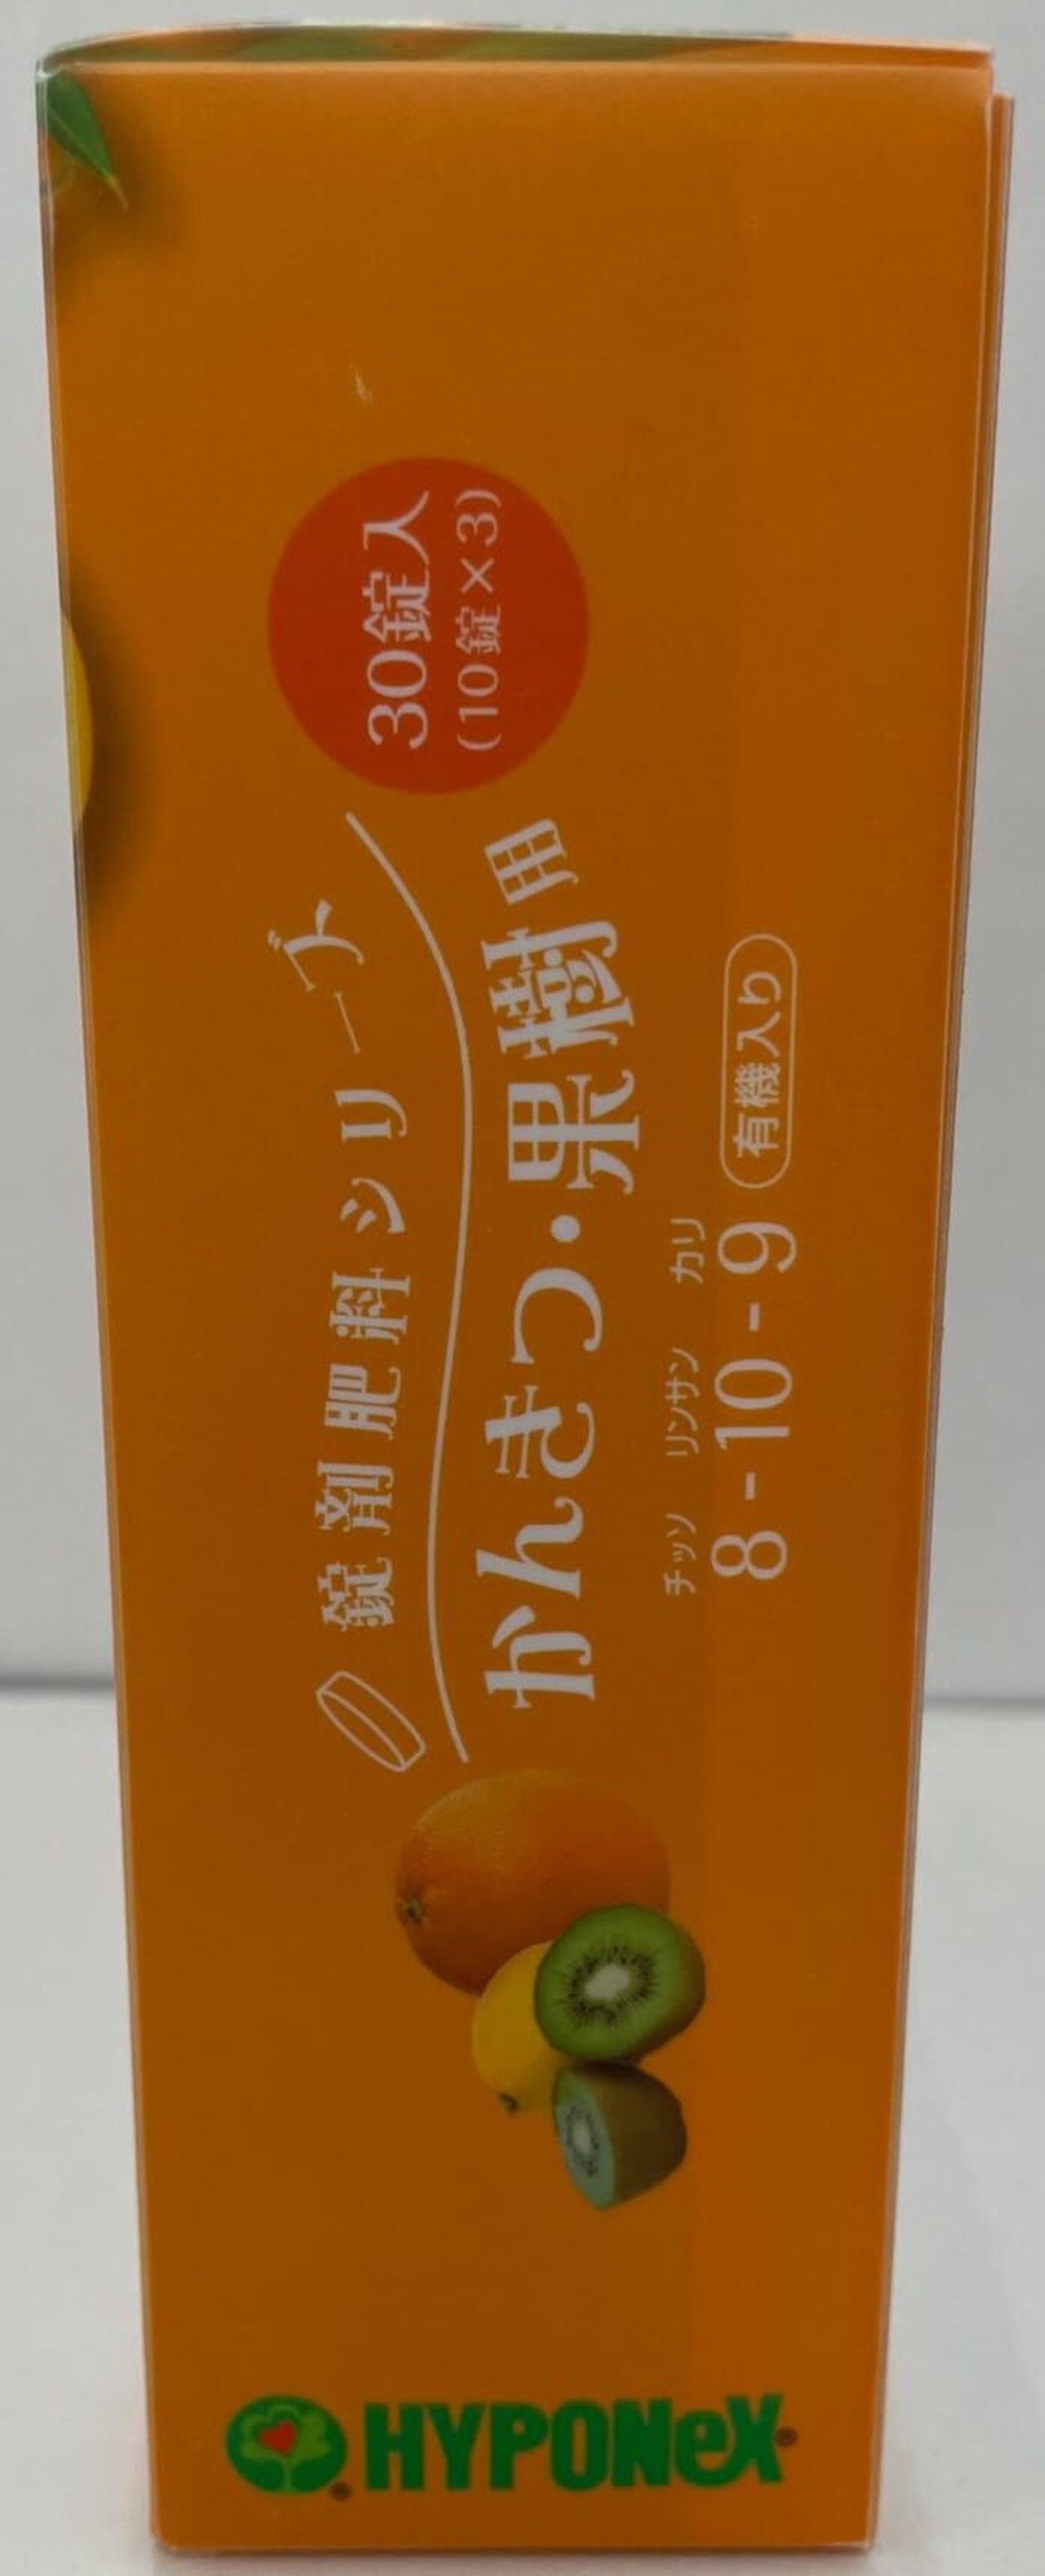 HYPONeX
錠剤肥料シリーズ
かんきつ・果樹用
チッソ リンサン カリ
8-10-9 有機入り
30錠入
(10錠×3)